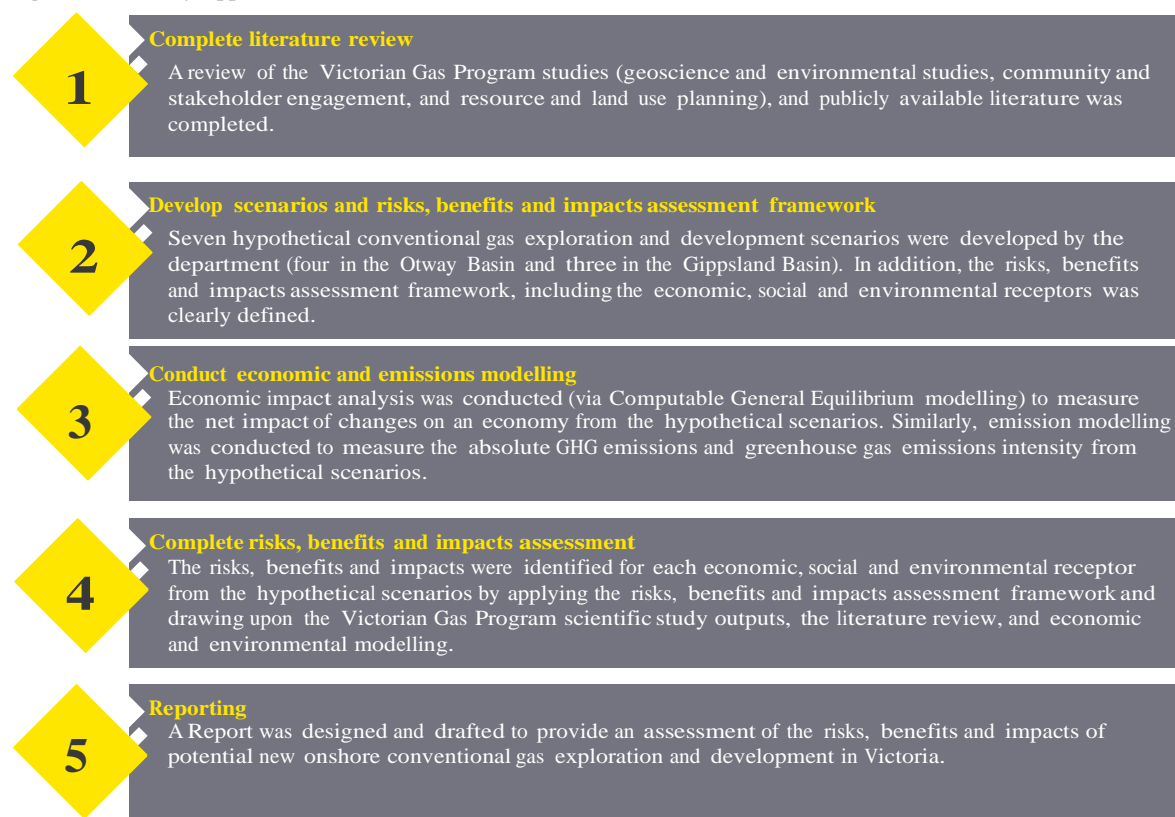 Complete literature review
1
A review of the Victorian Gas Program studies (geoscience and environmental studies, community and
stakeholder engagement, and resource and land use planning), and publicly available literature was
completed.
Develop scenarios and risks, benefits and impacts assessment framework
2
Seven hypothetical conventional gas exploration and development scenarios were developed by the
department (four in the Otway Basin and three in the Gippsland Basin). In addition, the risks, benefits
and impacts assessment framework, including the economic, social and environmental receptors was
clearly defined.
Conduct economic and emissions modelling
3
Economic impact analysis was conducted (via Computable General Equilibrium modelling) to measure
the net impact of changes on an economy from the hypothetical scenarios. Similarly, emission modelling
was conducted to measure the absolute GHG emissions and greenhouse gas emissions intensity from
the hypothetical scenarios.
Complete risks, benefits and impacts assessment
4
The risks, benefits and impacts were identified for each economic, social and environmental receptor
from the hypothetical scenarios by applying the risks, benefits and impacts assessment framework and
drawing upon the Victorian Gas Program scientific study outputs, the literature review, and economic
and environmental modelling.
Reporting
5
A Report was designed and drafted to provide an assessment of the risks, benefits and impacts of
potential new onshore conventional gas exploration and development in Victoria.